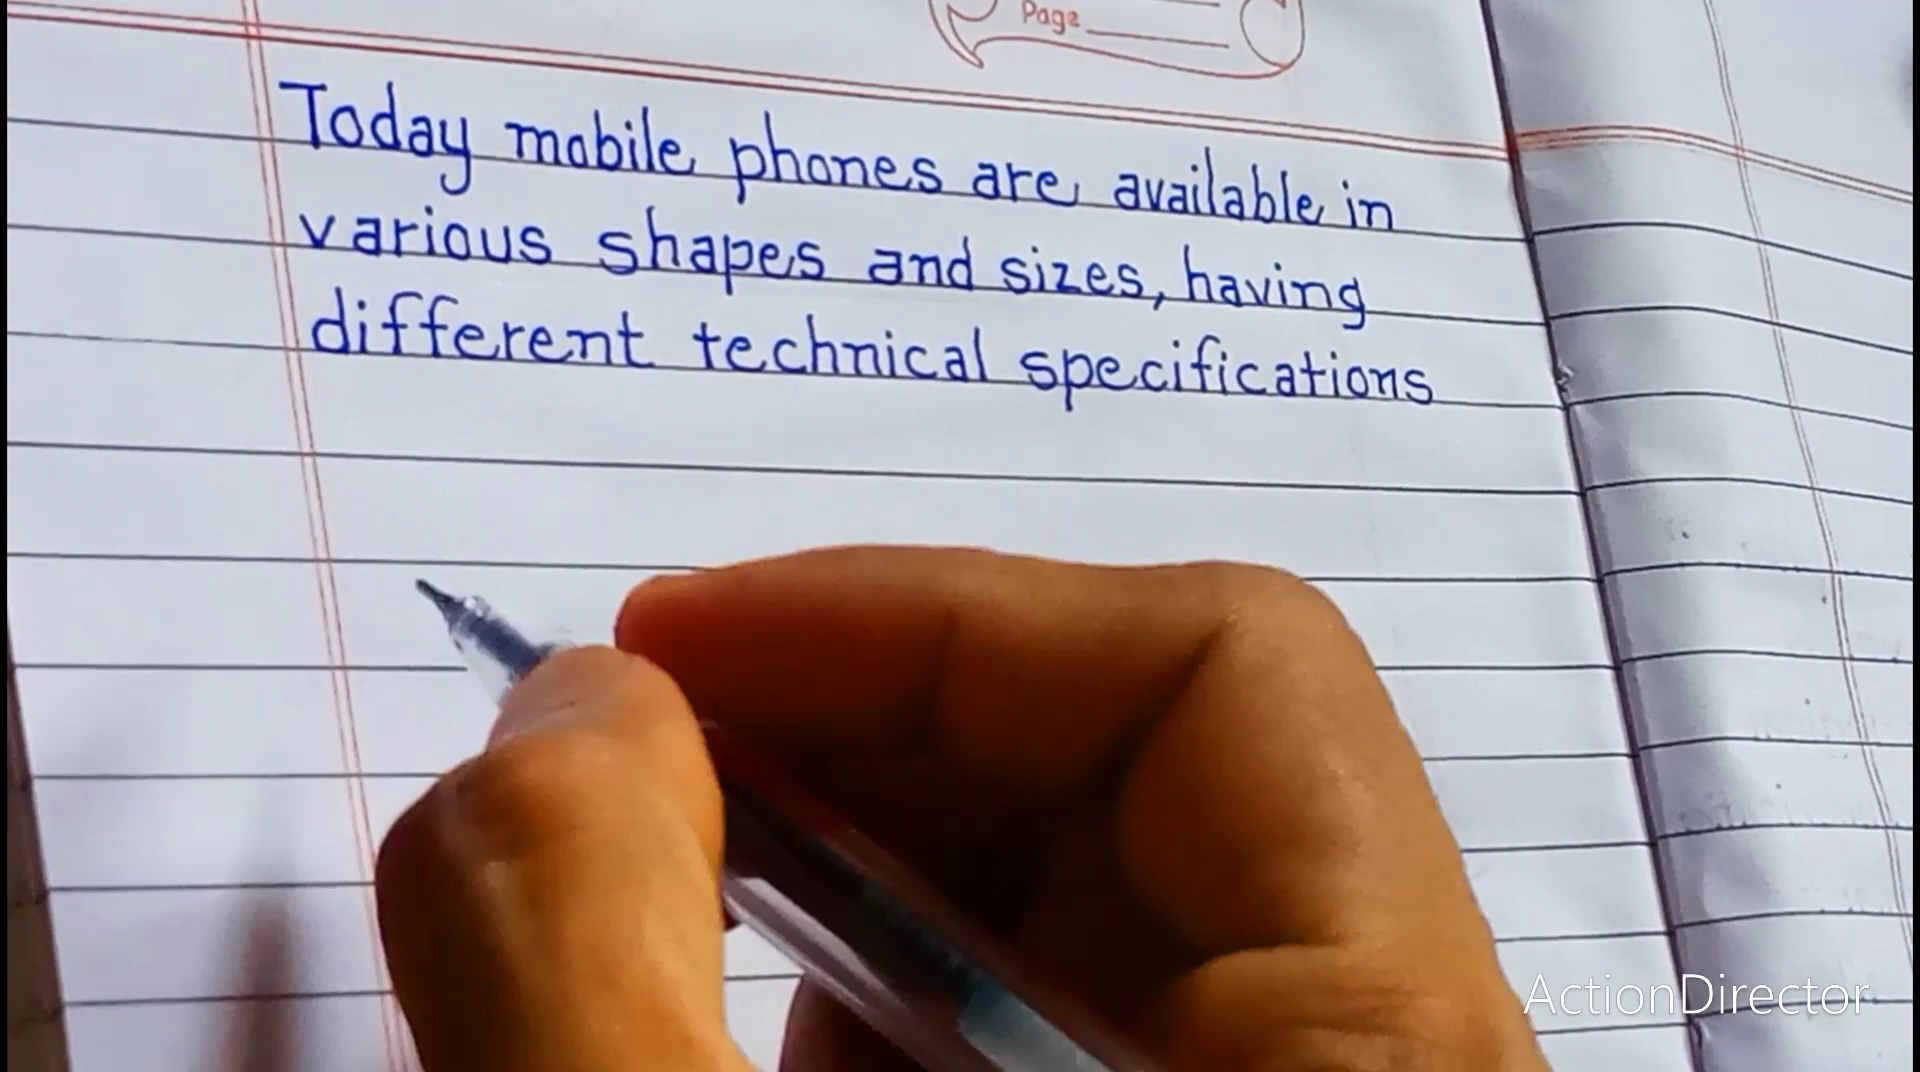 Page
Today mobile phones are available in
various shapes and sizes, having
different technical specifications
ActionDirector